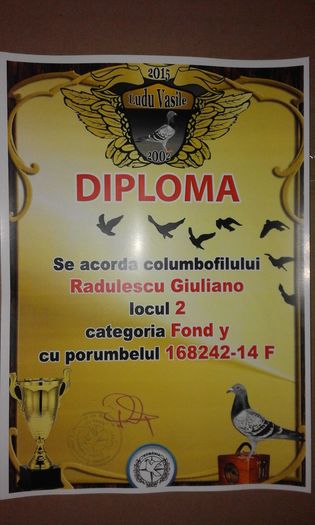 2015
Ludu Vasile
2002
DIPLOMA
Se acorda columbofilului
Radulescu Giuliano
locul 2
categoria Fond y
cu porumbelul 168242-14 F